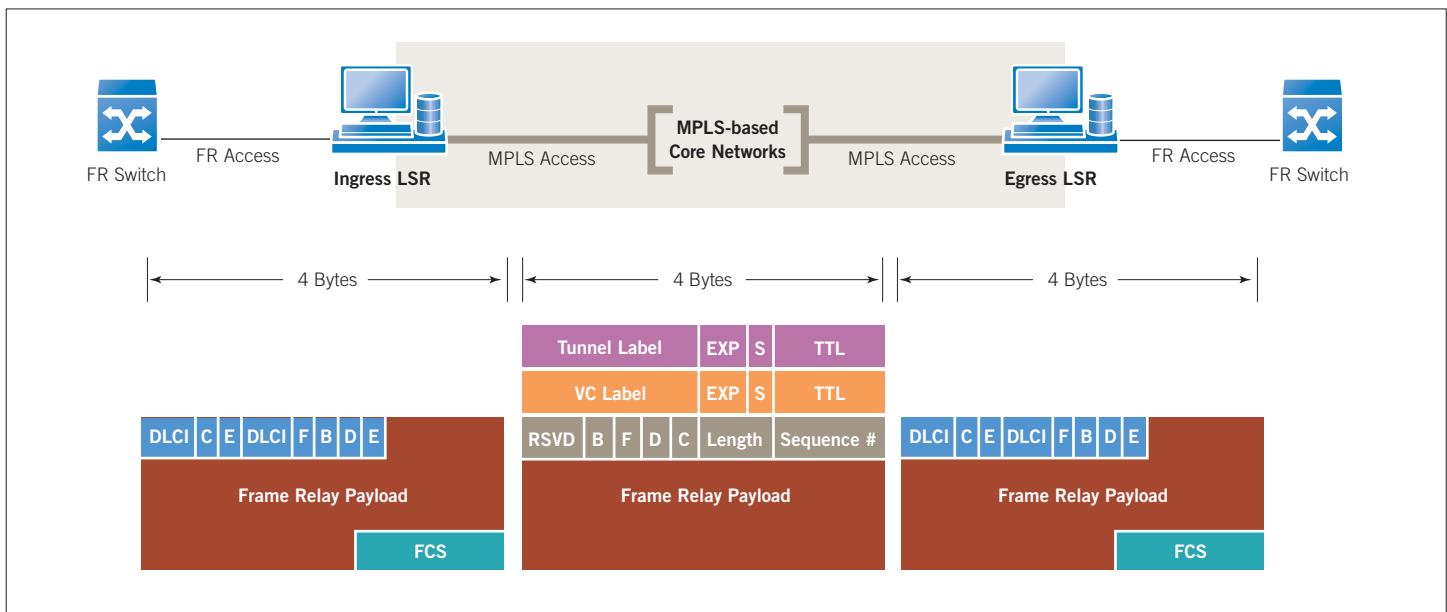 MPLS-based
Core Networks
FR Access
MPLS Access
MPLS Access
FR Access
FR Switch
Ingress LSR
Egress LSR
FR Switch
4 Bytes
4 Bytes
4 Bytes
Tunnel Label EXP S TTL
VC Label EXP S TTL
DLCI C E DLCI F B D E
RSVD B F D C Length Sequence #
DLCI C E DLCI F B D E
Frame Relay Payload
Frame Relay Payload
Frame Relay Payload
FCS
FCS